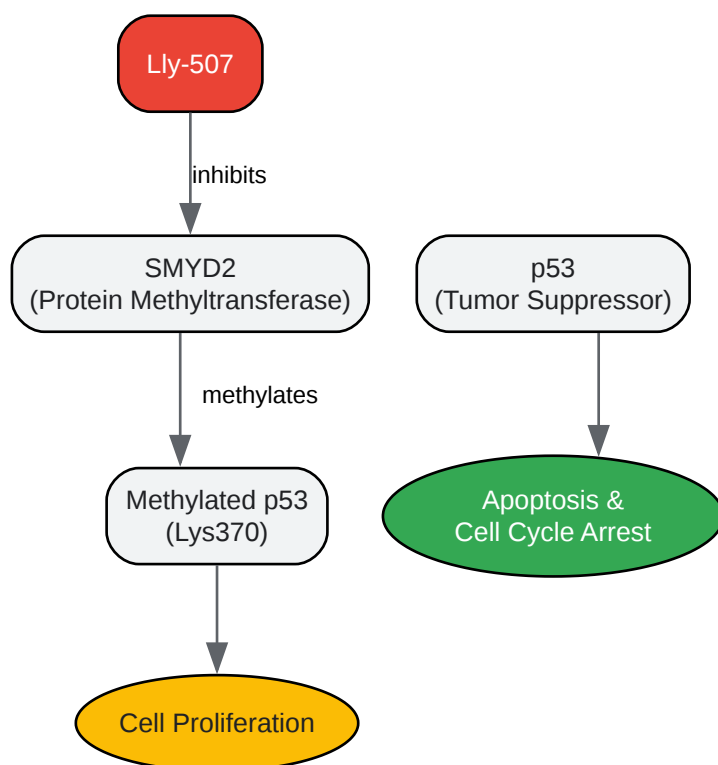 Lly-507
inhibits
SMYD2
(Protein Methyltransferase)
p53
(Tumor Suppressor)
methylates
Methylated p53
(Lys370)
Apoptosis &
Cell Cycle Arrest
Cell Proliferation